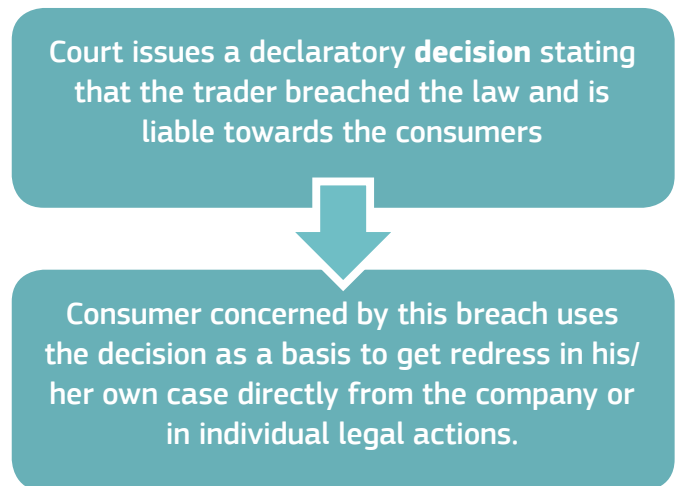 Court issues a declaratory decision stating
that the trader breached the law and is
liable towards the consumers
Consumer concerned by this breach uses
the decision as a basis to get redress in his/
her own case directly from the company or
in individual legal actions.